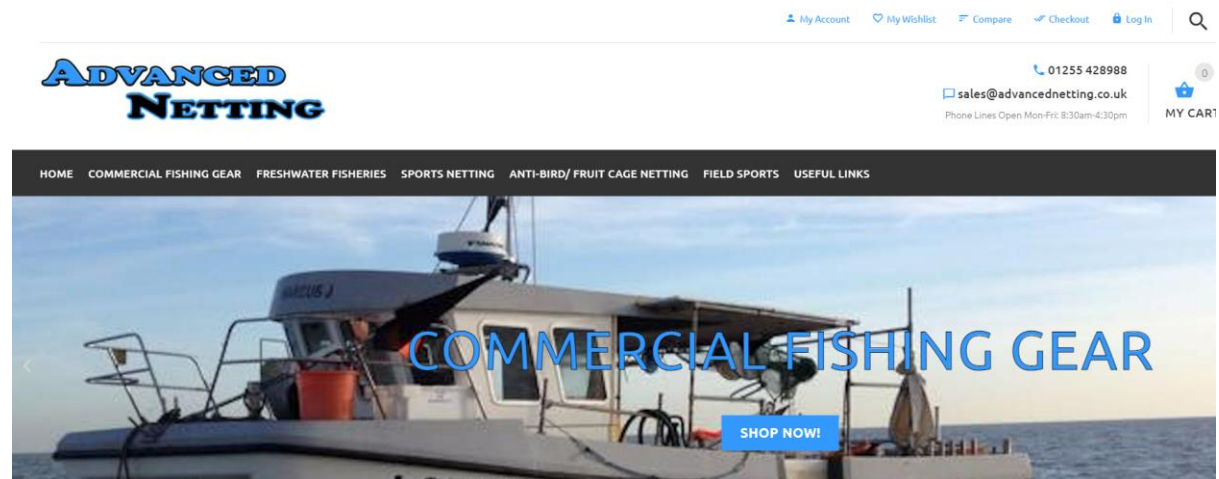 My Account My Wishlist Compare Checkout Log In
ADVANCED
NETTING
01255 428988
sales@advancednetting.co.uk
Phone Lines Open Mon-Fri: 8:30am-4:30pm
0
MY CART
HOME COMMERCIAL FISHING GEAR FRESHWATER FISHERIES SPORTS NETTING ANTI-BIRD/ FRUIT CAGE NETTING FIELD SPORTS USEFUL LINKS
MARCUS J
COMMERCIAL FISHING GEAR
SHOP NOW!